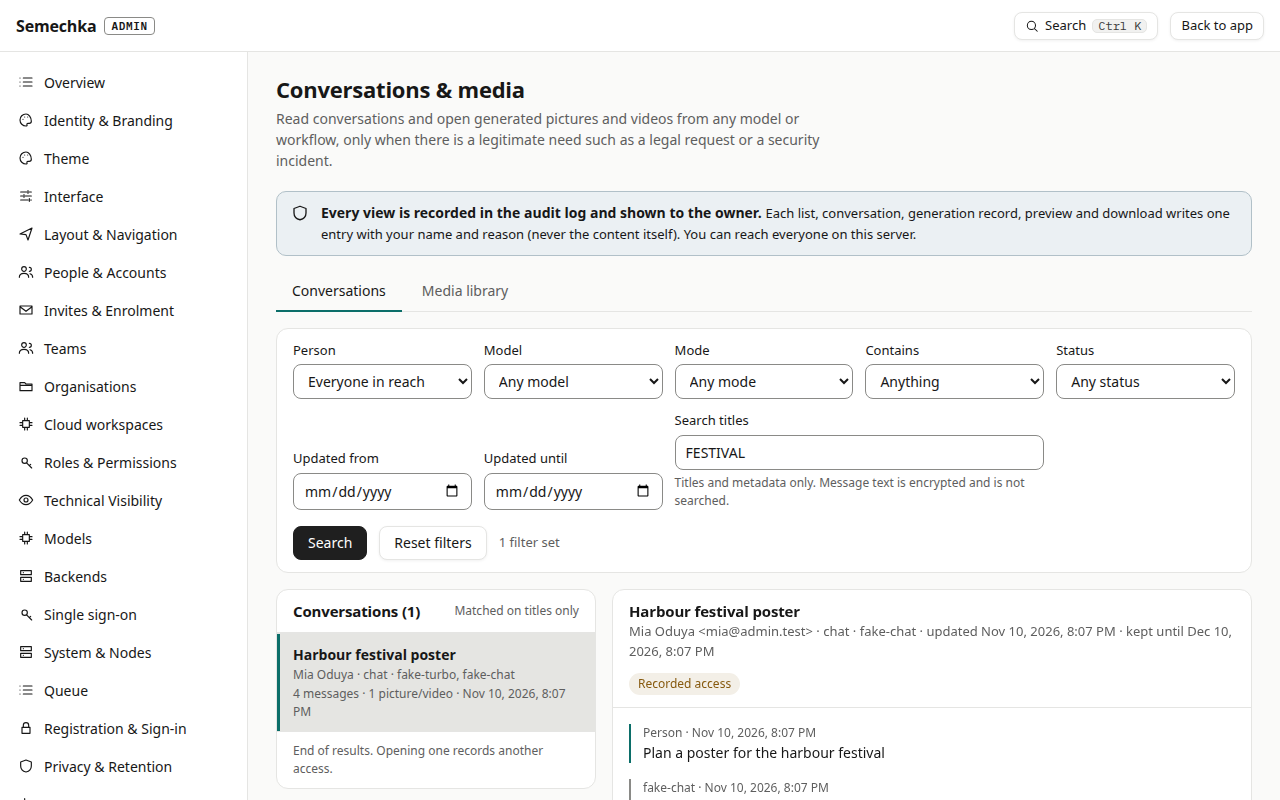 Semechka ADMIN
Search Ctrl K
Back to app
Overview
Identity & Branding
Theme
Interface
Layout & Navigation
People & Accounts
Invites & Enrolment
Teams
Organisations
Cloud workspaces
Roles & Permissions
Technical Visibility
Models
Backends
Single sign-on
System & Nodes
Queue
Registration & Sign-in
Privacy & Retention
Conversations & media
Read conversations and open generated pictures and videos from any model or
workflow, only when there is a legitimate need such as a legal request or a security
incident.
Every view is recorded in the audit log and shown to the owner. Each list, conversation, generation record, preview and download writes one
entry with your name and reason (never the content itself). You can reach everyone on this server.
Conversations
Media library
Person
Model
Mode
Contains
Status
Everyone in reach
Any model
Any mode
Anything
Any status
Updated from
Updated until
Search titles
mm/dd/yyyy
mm/dd/yyyy
FESTIVAL
Titles and metadata only. Message text is encrypted and is not
searched.
Search
Reset filters
1 filter set
Conversations (1)
Matched on titles only
Harbour festival poster
Mia Oduya · chat · fake-turbo, fake-chat
4 messages · 1 picture/video · Nov 10, 2026, 8:07
PM
End of results. Opening one records another
access.
Harbour festival poster
Mia Oduya <mia@admin.test> · chat · fake-chat · updated Nov 10, 2026, 8:07 PM · kept until Dec 10,
2026, 8:07 PM
Recorded access
Person · Nov 10, 2026, 8:07 PM
Plan a poster for the harbour festival
fake-chat · Nov 10, 2026, 8:07 PM